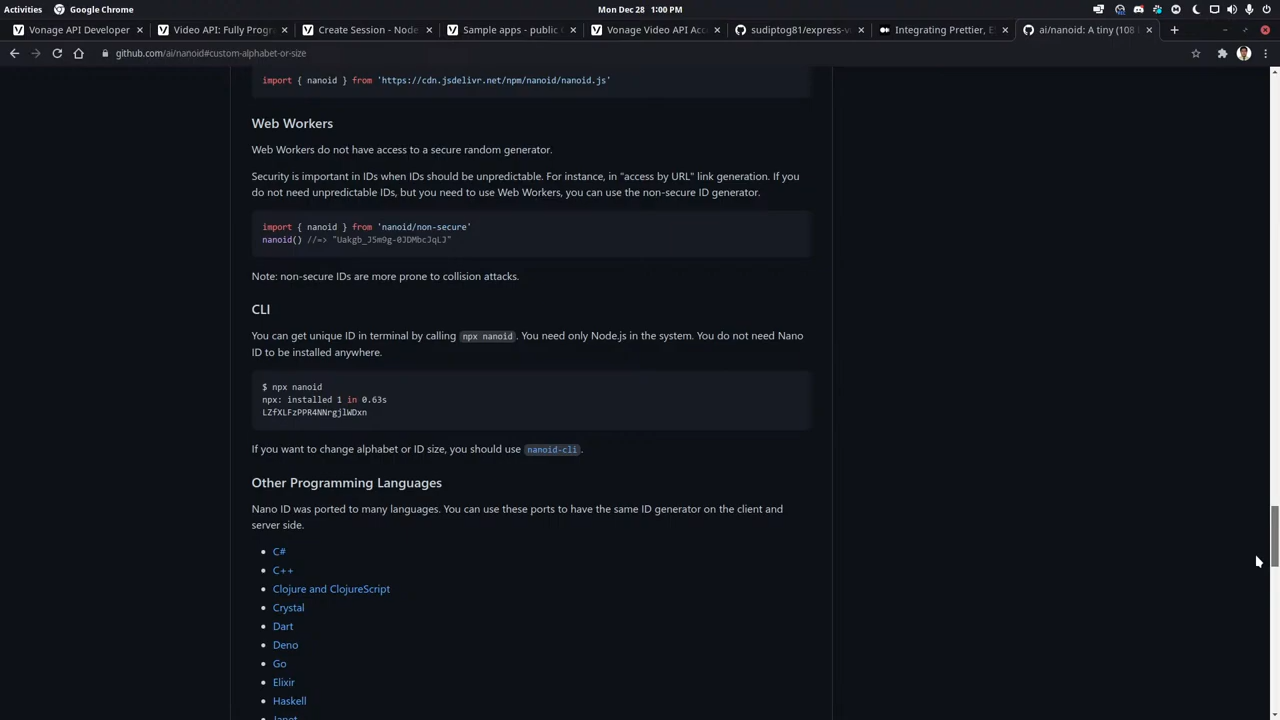 Activities Google Chrome Mon Dec 28 1:00 PM
Vonage API Developer × Video API: Fully Progr × Create Session - Node × Sample apps - public × Vonage Video API Acc × sudiptog81/express-vi × Integrating Prettier, E × ai/nanoid: A tiny (108 ×
github.com/ai/nanoid#custom-alphabet-or-size
import { nanoid } from 'https://cdn.jsdelivr.net/npm/nanoid/nanoid.js'
Web Workers
Web Workers do not have access to a secure random generator.
Security is important in IDs when IDs should be unpredictable. For instance, in “access by URL” link generation. If you
do not need unpredictable IDs, but you need to use Web Workers, you can use the non-secure ID generator.
import { nanoid } from 'nanoid/non-secure'
nanoid() //=> "Uakgb_J5m9g-0JDMbcJqLJ"
Note: non-secure IDs are more prone to collision attacks.
CLI
You can get unique ID in terminal by calling npx nanoid. You need only Node.js in the system. You do not need Nano
ID to be installed anywhere.
$ npx nanoid
npx: installed 1 in 0.63s
LZfXLFzPPR4NNrgjlWDxn
If you want to change alphabet or ID size, you should use nanoid-cli.
Other Programming Languages
Nano ID was ported to many languages. You can use these ports to have the same ID generator on the client and
server side.
C#
C++
Clojure and ClojureScript
Crystal
Dart
Deno
Go
Elixir
Haskell
Janet